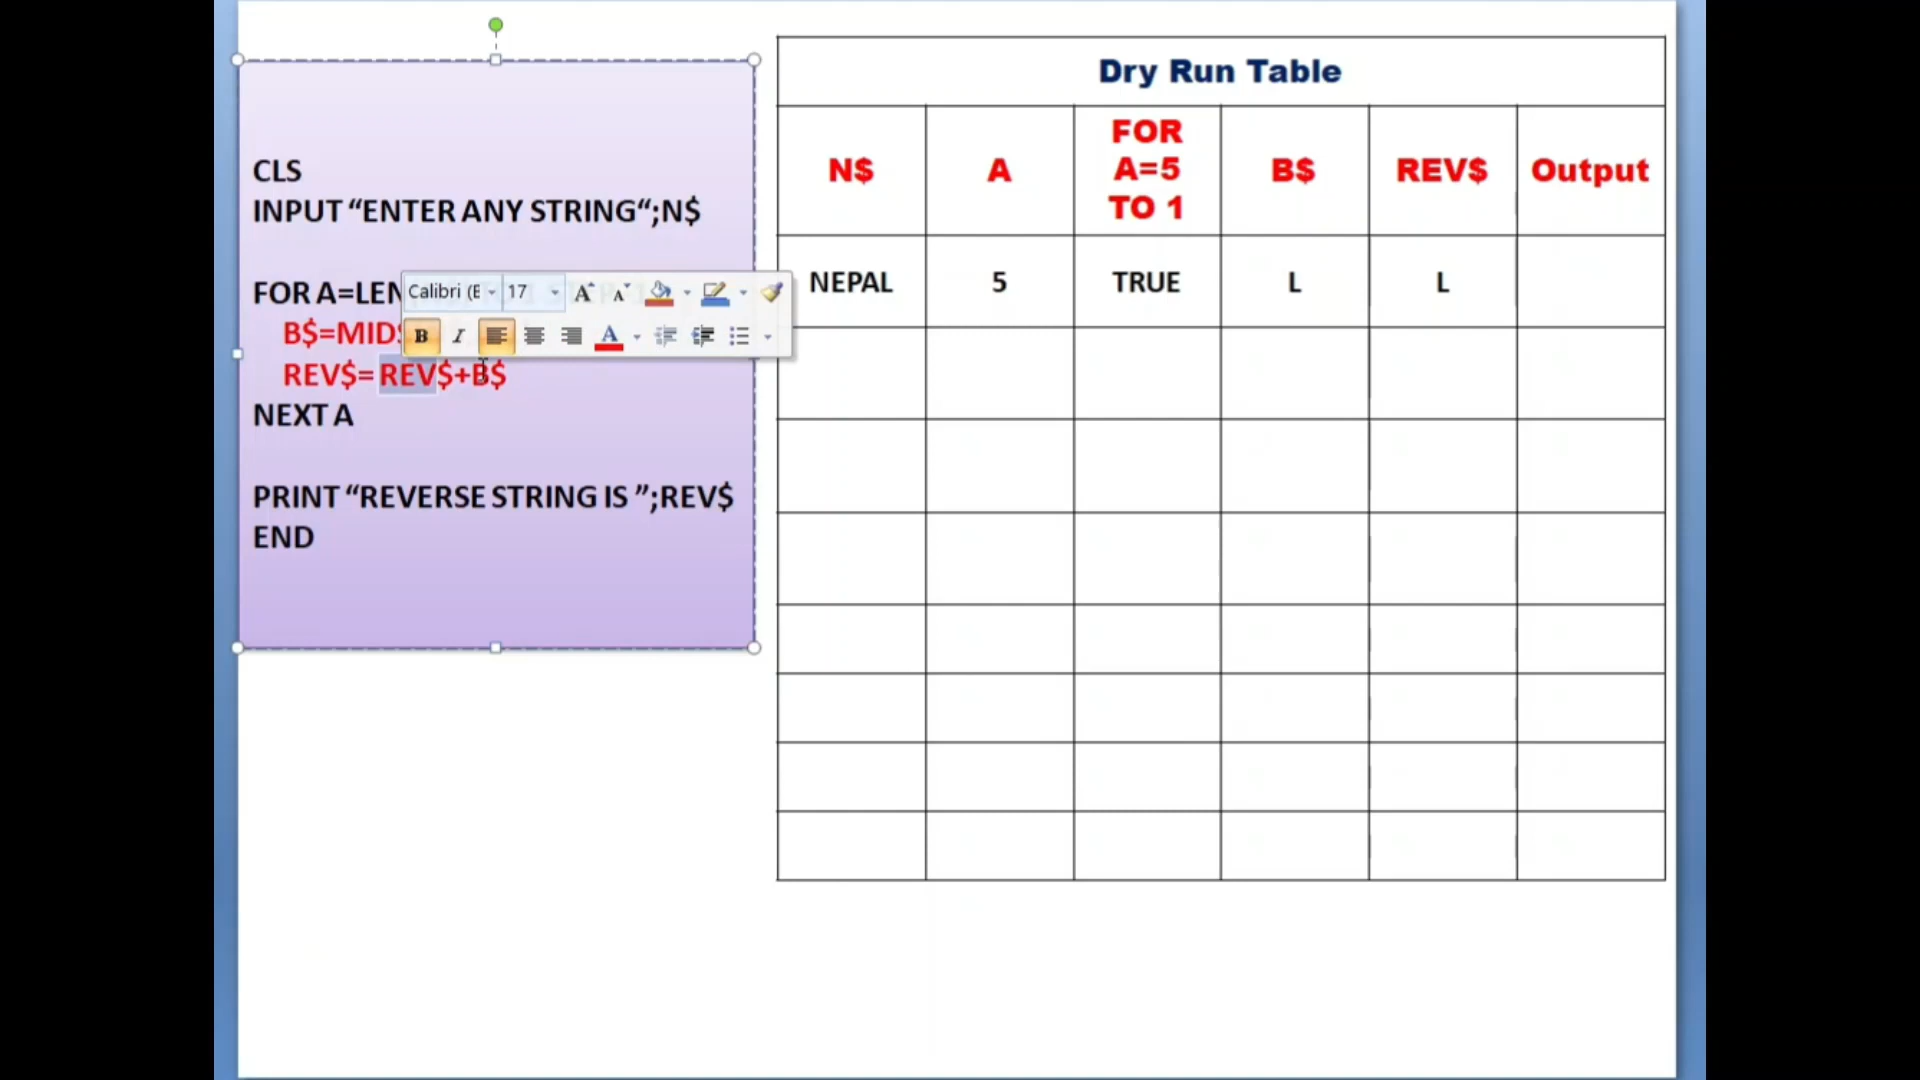 CLS
INPUT “ENTER ANY STRING“;N$
FOR A=LEN
B$=MID$
REV$= REV$+B$
NEXT A
PRINT “REVERSE STRING IS ”;REV$
END
Calibri (E 17
Dry Run Table
N$ A FOR A=5 TO 1 B$ REV$ Output
NEPAL 5 TRUE L L